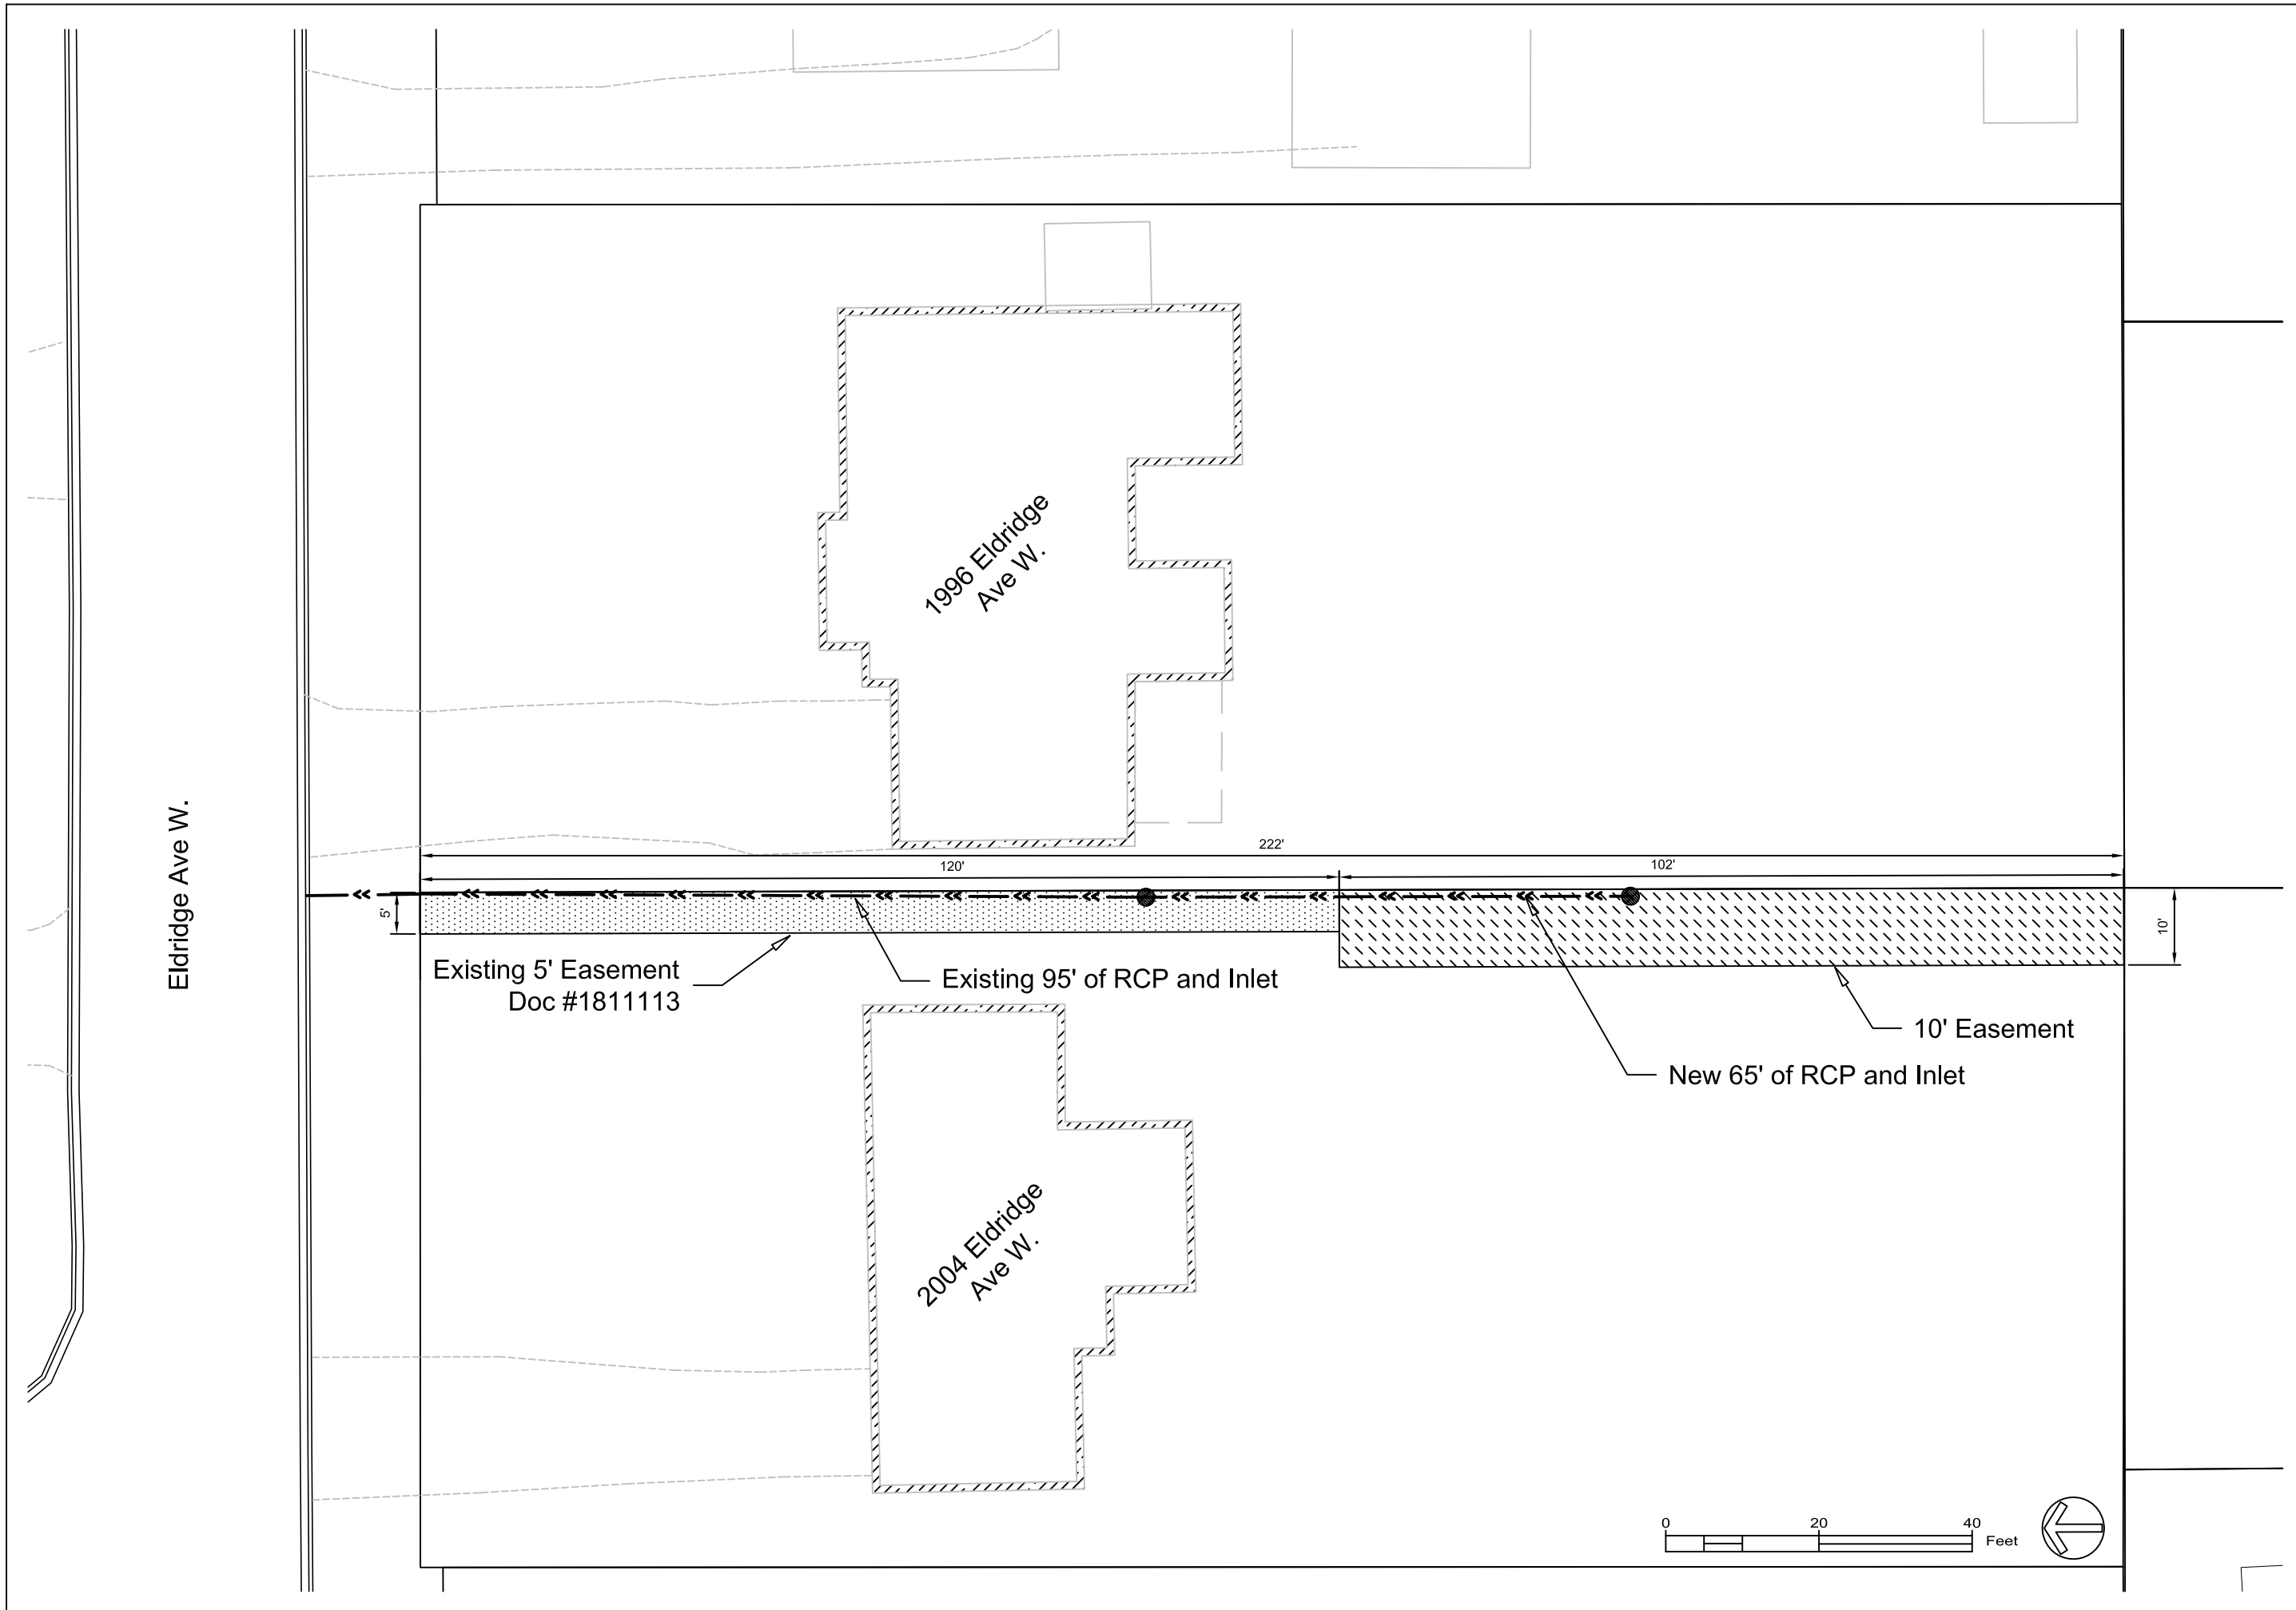 1996 Eldridge
Ave W.
222'
120'
102'
Eldridge Ave W.
5'
10'
Existing 5' Easement
Doc #1811113
Existing 95' of RCP and Inlet
10' Easement
New 65' of RCP and Inlet
2004 Eldridge
Ave W.
0 20 40
Feet